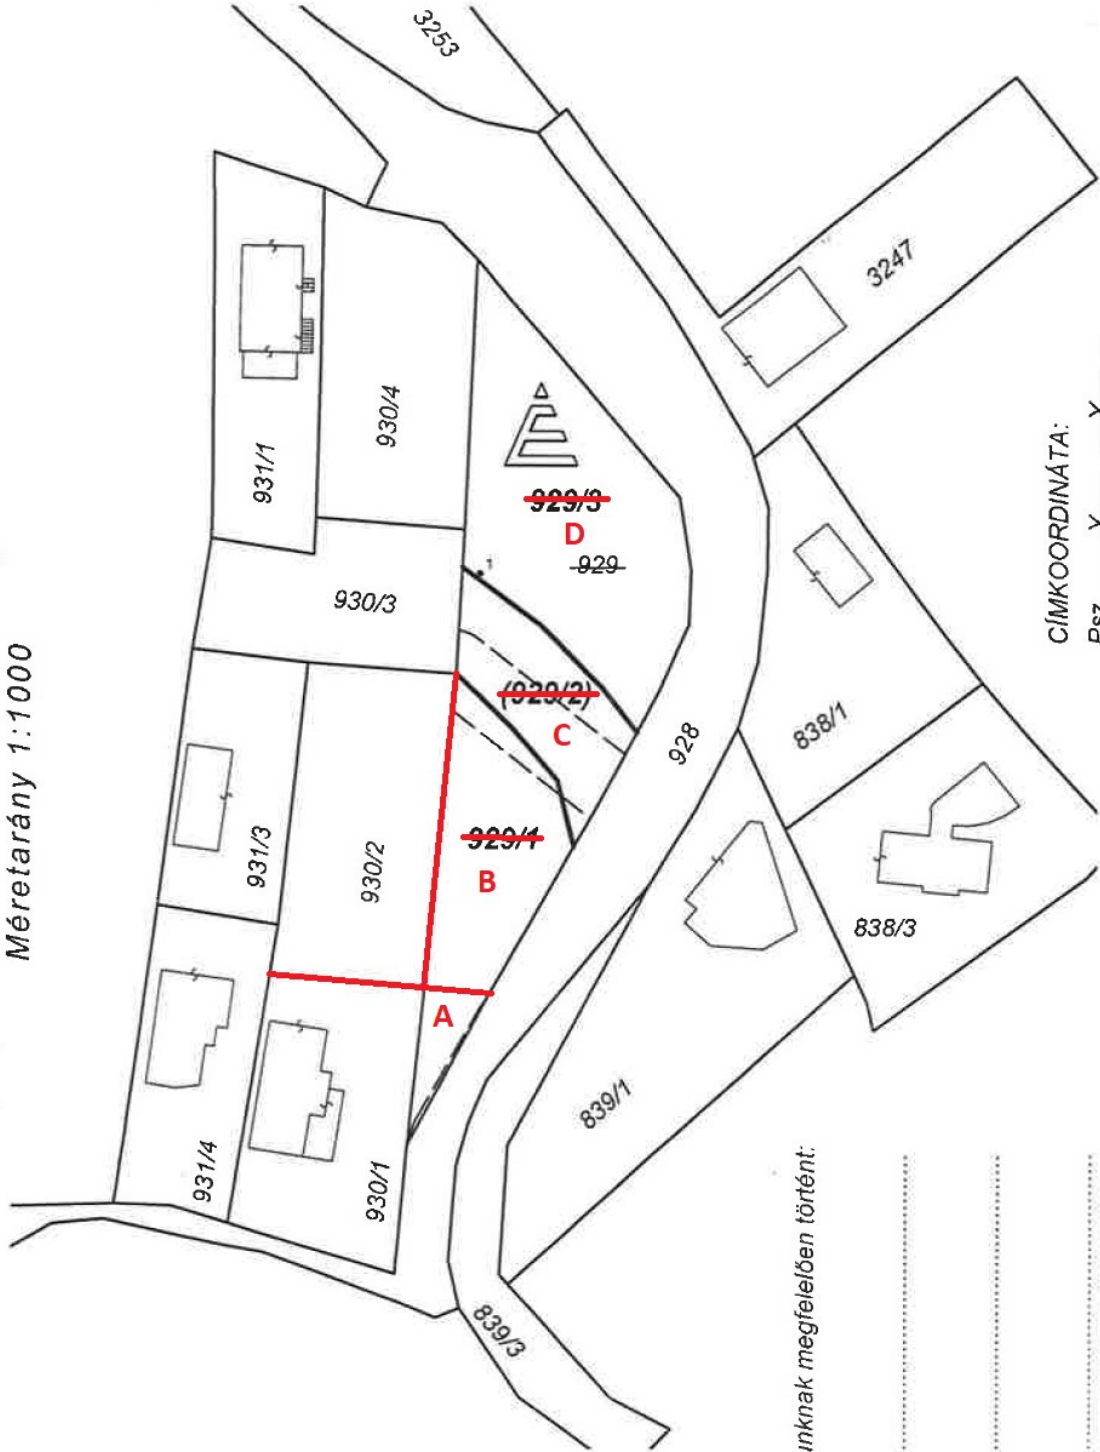 Méretarány 1:1000
3253
931/1
930/4
3247
929/3
D
929
1
930/3
(929/2)
C
928
838/1
931/3
930/2
929/1
B
838/3
A
931/4
930/1
839/1
839/3
CÍMKOORDINÁTA:
Psz Y X
inknak megfelelően történt: